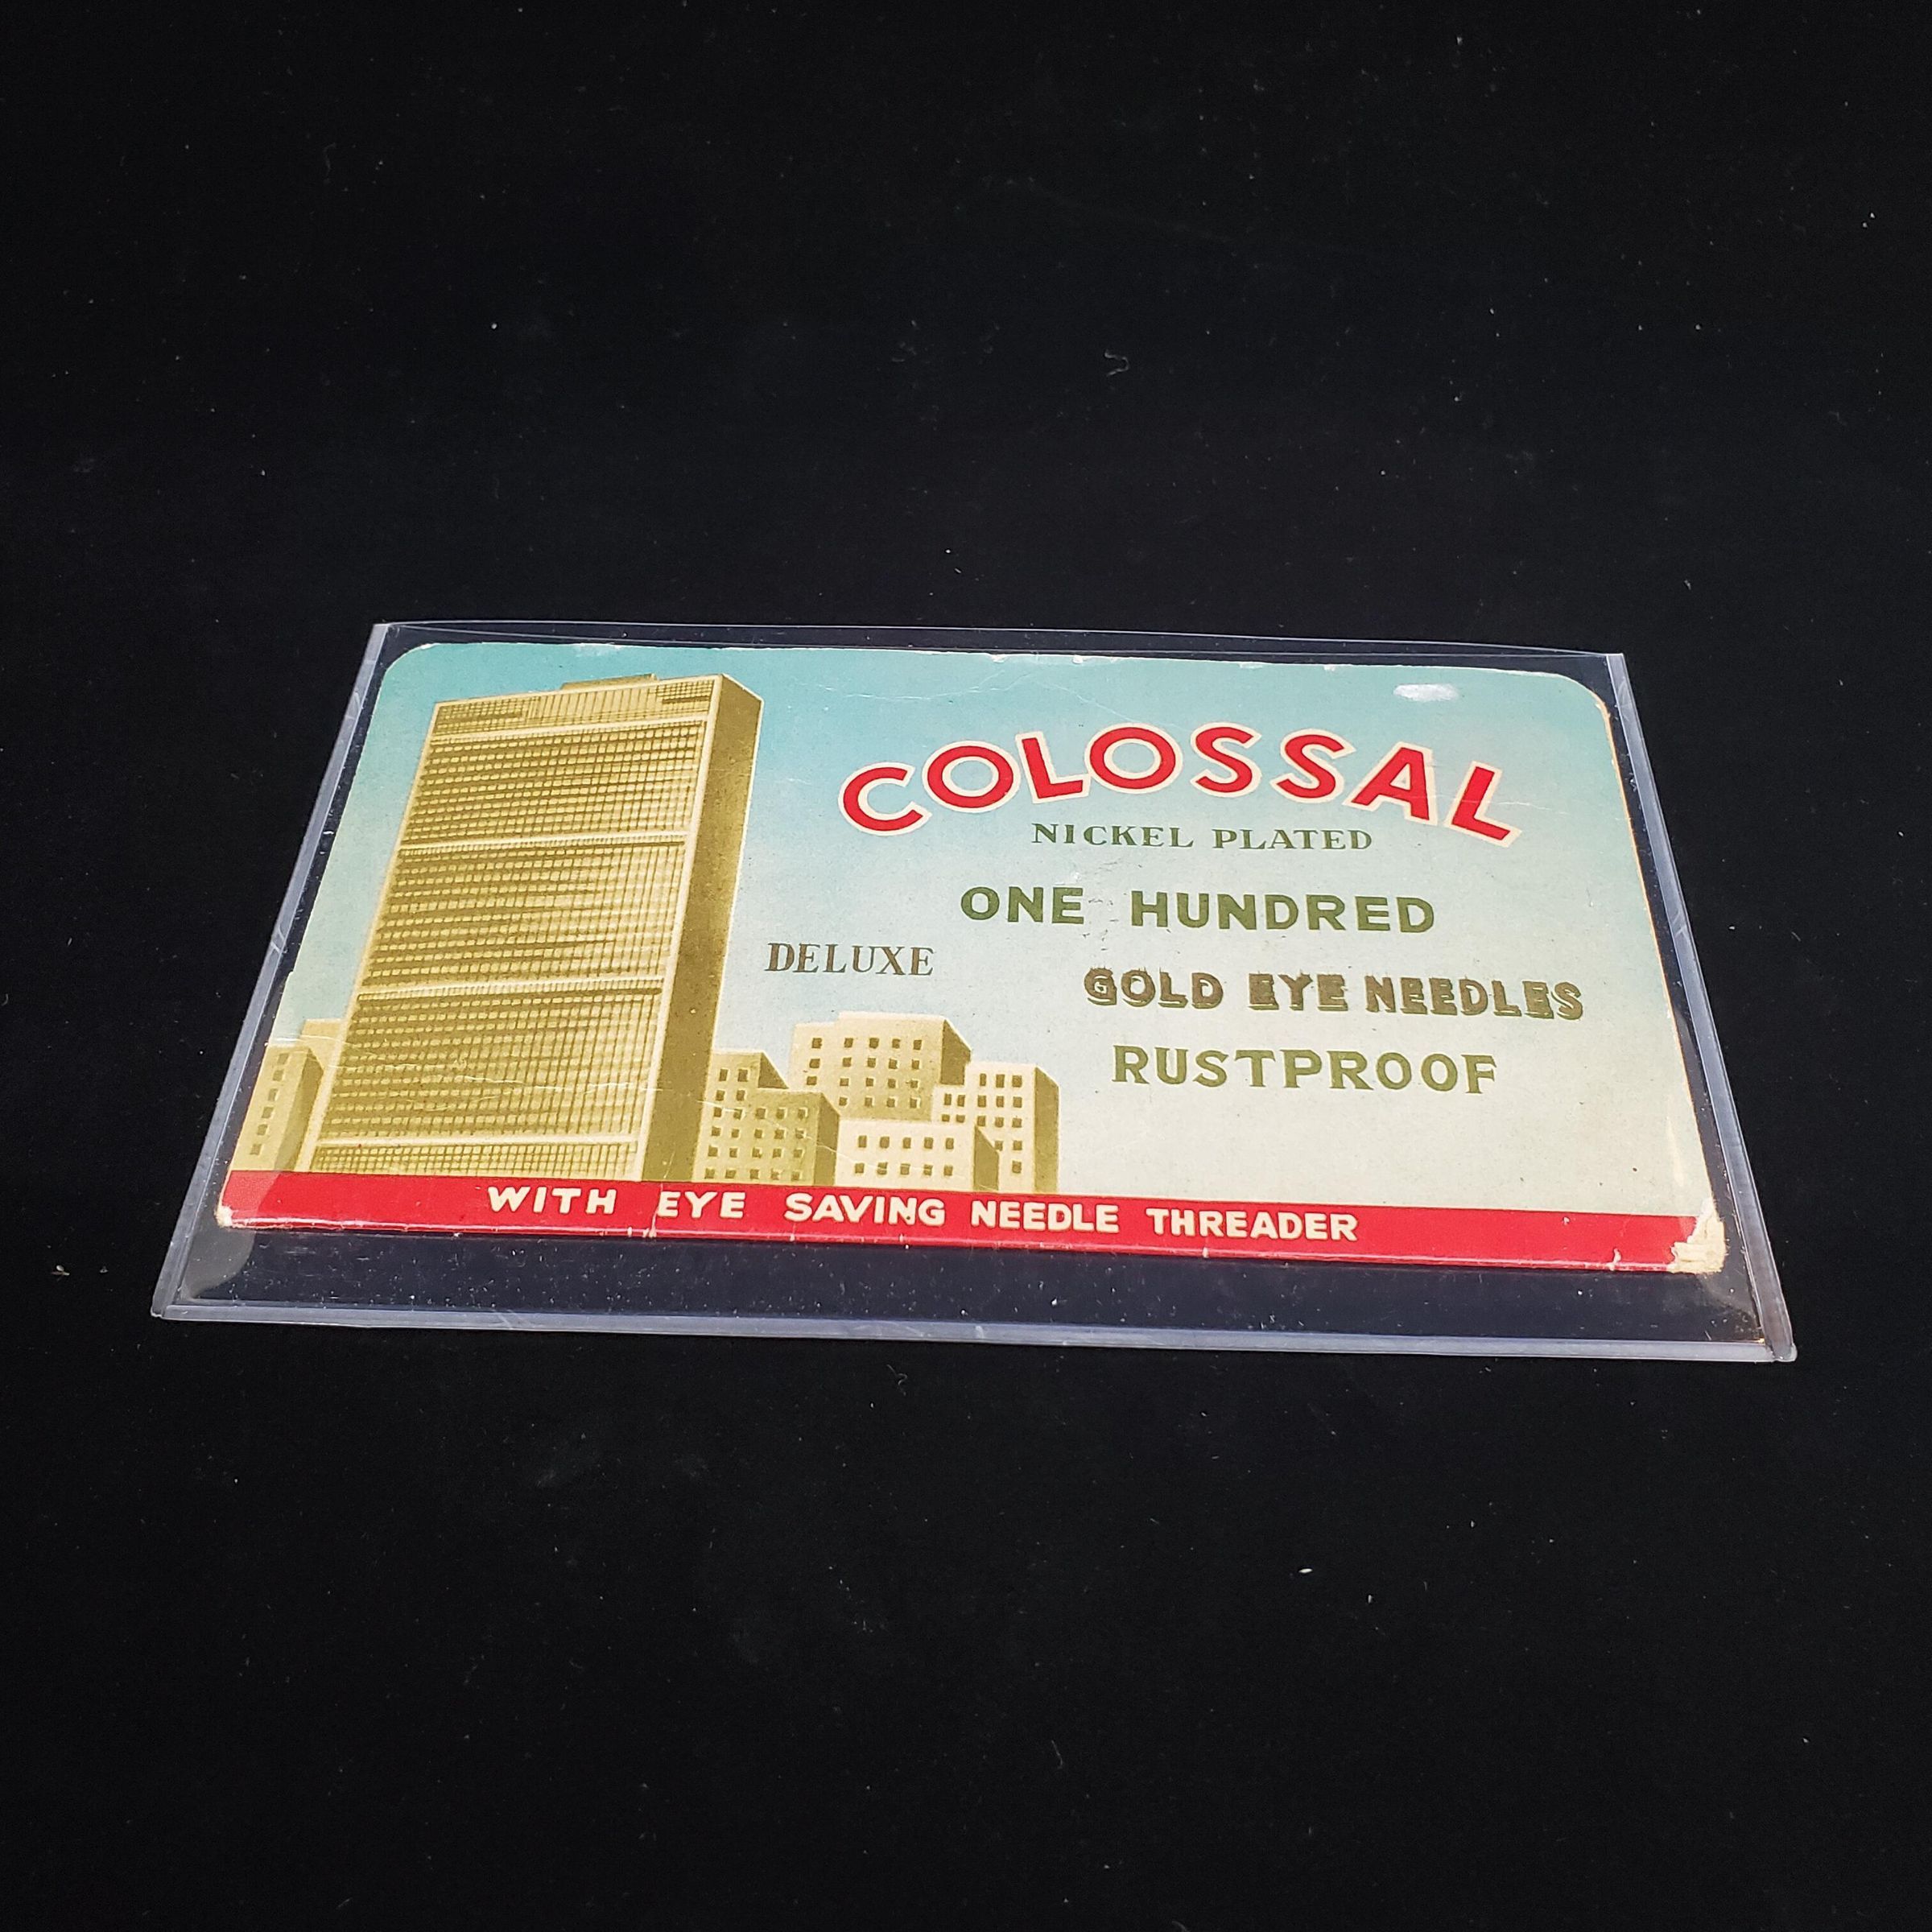 COLOSSAL
NICKEL PLATED
ONE HUNDRED
DELUXE
GOLD EYE NEEDLES
RUSTPROOF
WITH EYE SAVING NEEDLE THREADER